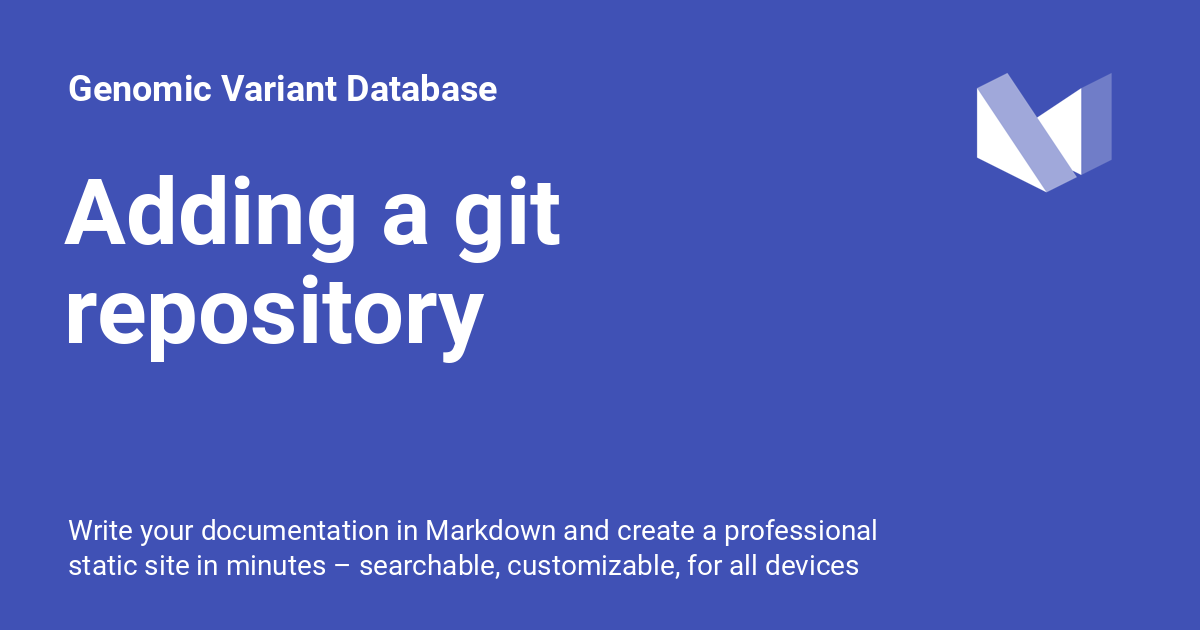 Genomic Variant Database
Adding a git
repository
Write your documentation in Markdown and create a professional
static site in minutes – searchable, customizable, for all devices